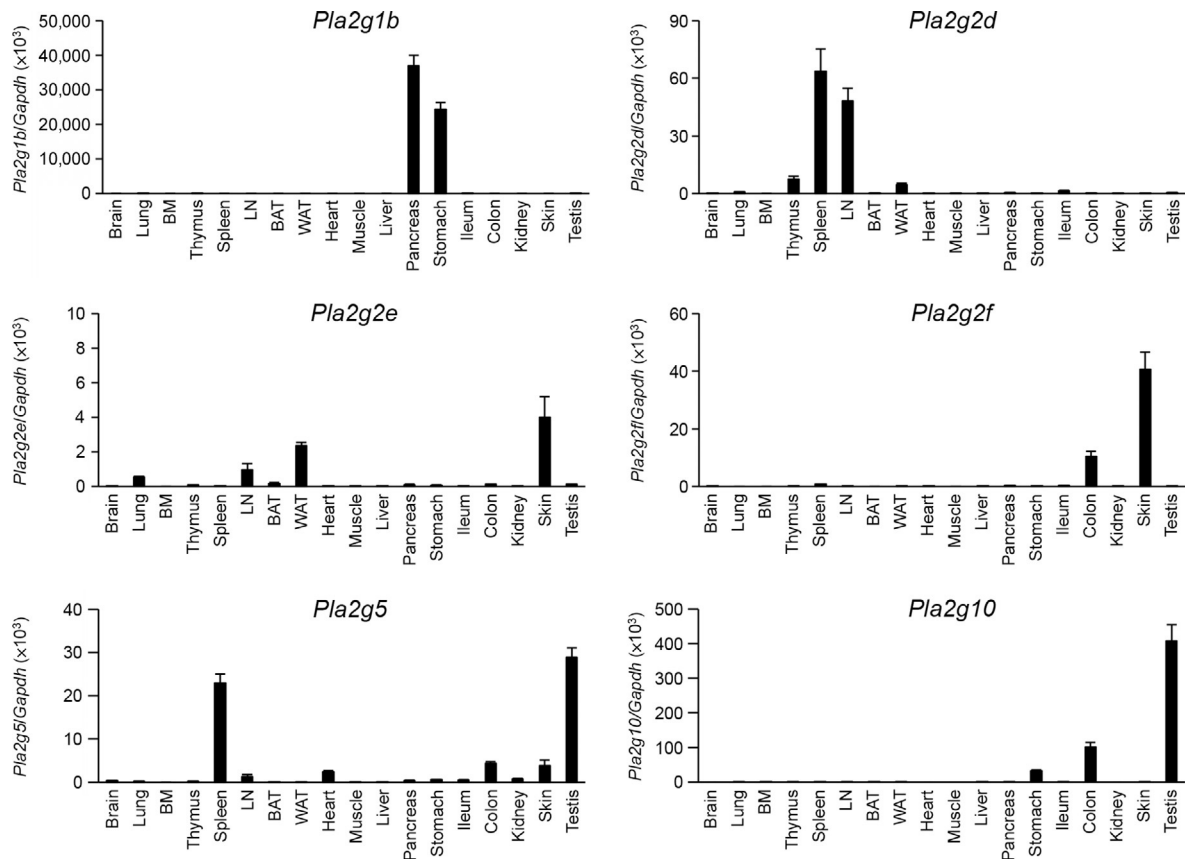 Pla2g1b
Pla2g1b/Gapdh (×10³)
50,000
40,000
30,000
20,000
10,000
0
Brain
Lung
BM
Thymus
Spleen
LN
BAT
WAT
Heart
Muscle
Liver
Pancreas
Stomach
Ileum
Colon
Kidney
Skin
Testis
Pla2g2d
Pla2g2d/Gapdh (×10³)
90
60
30
0
Brain
Lung
BM
Thymus
Spleen
LN
BAT
WAT
Heart
Muscle
Liver
Pancreas
Stomach
Ileum
Colon
Kidney
Skin
Testis
Pla2g2e
Pla2g2e/Gapdh (×10³)
10
8
6
4
2
0
Brain
Lung
BM
Thymus
Spleen
LN
BAT
WAT
Heart
Muscle
Liver
Pancreas
Stomach
Ileum
Colon
Kidney
Skin
Testis
Pla2g2f
Pla2g2f/Gapdh (×10³)
60
40
20
0
Brain
Lung
BM
Thymus
Spleen
LN
BAT
WAT
Heart
Muscle
Liver
Pancreas
Stomach
Ileum
Colon
Kidney
Skin
Testis
Pla2g5
Pla2g5/Gapdh (×10³)
40
30
20
10
0
Brain
Lung
BM
Thymus
Spleen
LN
BAT
WAT
Heart
Muscle
Liver
Pancreas
Stomach
Ileum
Colon
Kidney
Skin
Testis
Pla2g10
Pla2g10/Gapdh (×10³)
500
400
300
200
100
0
Brain
Lung
BM
Thymus
Spleen
LN
BAT
WAT
Heart
Muscle
Liver
Pancreas
Stomach
Ileum
Colon
Kidney
Skin
Testis